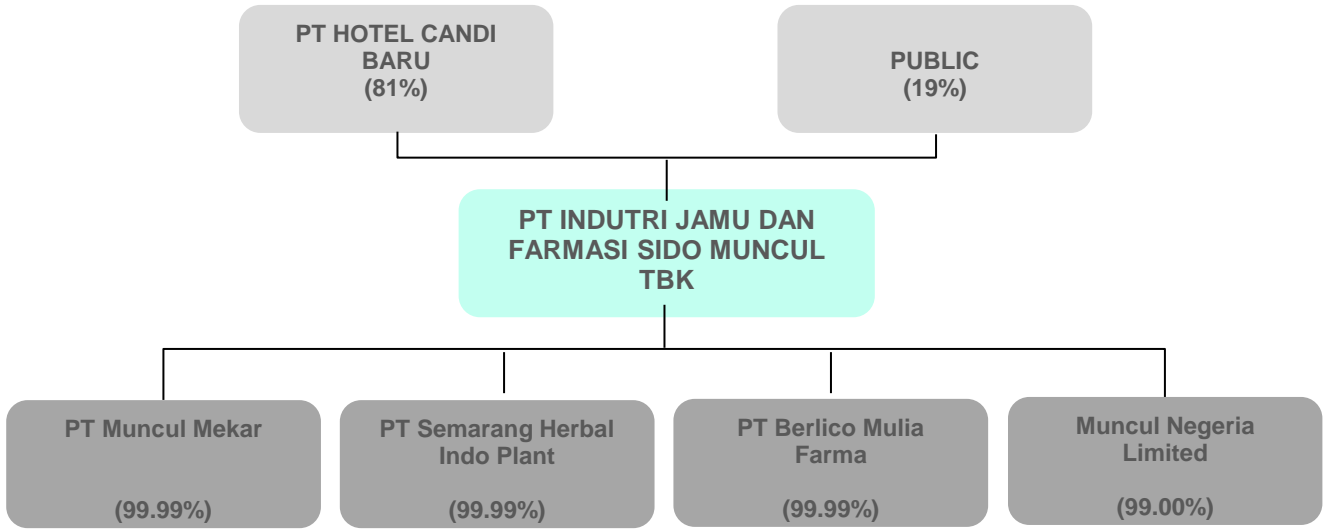 PT HOTEL CANDI
BARU
(81%)
PUBLIC
(19%)
PT INDUTRI JAMU DAN
FARMASI SIDO MUNCUL
TBK
PT Muncul Mekar
(99.99%)
PT Semarang Herbal
Indo Plant
(99.99%)
PT Berlico Mulia
Farma
(99.99%)
Muncul Negeria
Limited
(99.00%)